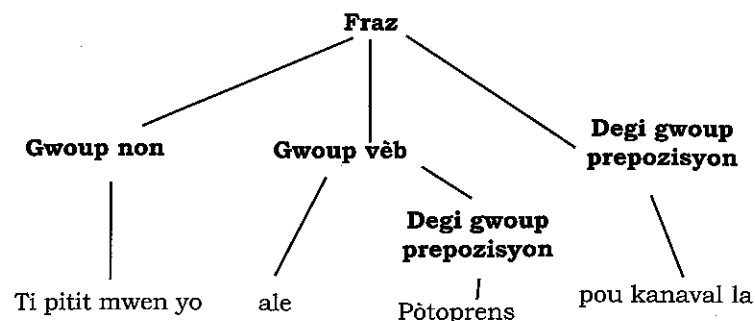 Fraz
Gwoup non
Gwoup vèb
Degi gwoup
prepozisyon
Degi gwoup
prepozisyon
Ti pitit mwen yo
ale
Pòtoprens
pou kanaval la